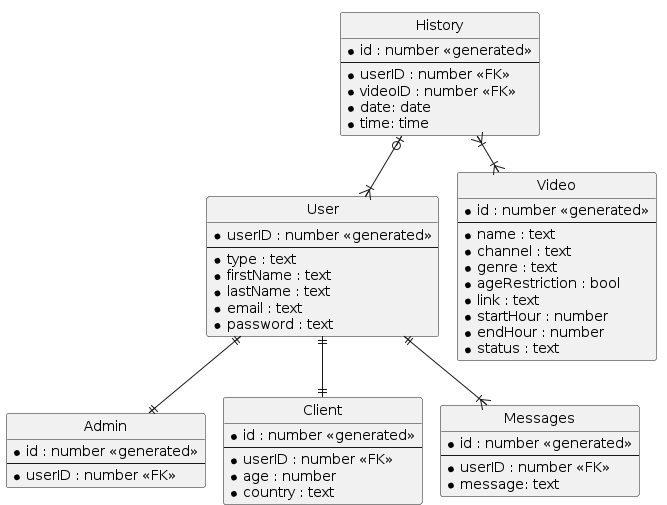 History
id : number «generated»
userID : number «FK»
videoID : number «FK»
date: date
time: time
User
userID : number «generated»
type : text
firstName : text
lastName : text
email : text
password : text
Video
id : number «generated»
name : text
channel : text
genre : text
ageRestriction : bool
link : text
startHour : number
endHour : number
status : text
Admin
id : number «generated»
userID : number «FK»
Client
id : number «generated»
userID : number «FK»
age : number
country : text
Messages
id : number «generated»
userID : number «FK»
message: text